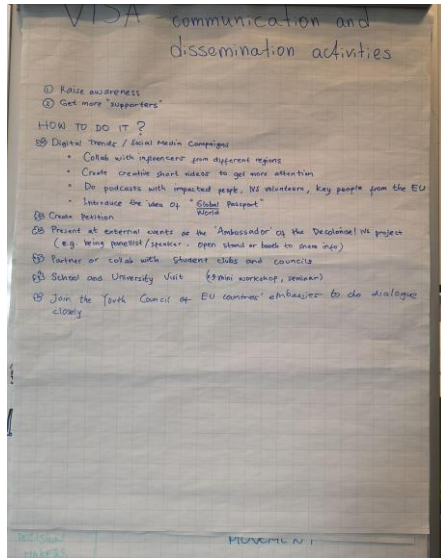 VISA communication and
dissemination activities
① Raise awareness
② Get more "supporters"
HOW TO DO IT ?
Digital Trends / Social Media Campaigns
• Collab with influencers from different regions
• Create creative short videos to get more attention
• Do podcasts with impacted people, NS volunteers, key people from the EU
• Introduce the idea of "Global Passport"
World
Create Petition
Present at external events as the 'Ambassador' of the Decolonise! NS project
(e.g. being panelist/speaker. open stand or booth to share info)
Partner or collab with student clubs and councils
School and University Visit (mini workshop, seminar)
Join the Youth Council of EU countries' embassies to do dialogue
closely
DECISION
MAKERS
MOVEMENT